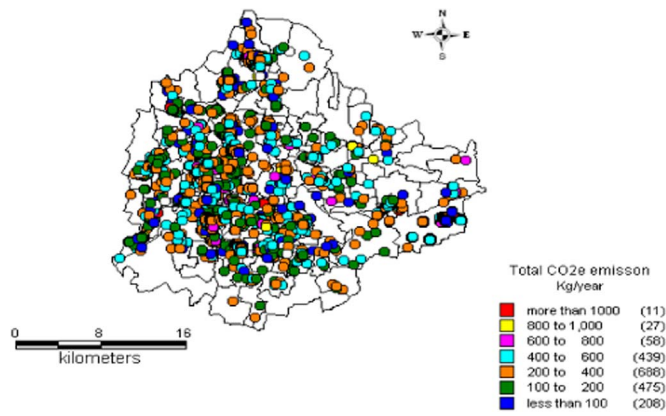 N
W E
S
Total CO2e emisson
Kg/year
more than 1000 (11)
800 to 1,000 (27)
600 to 800 (58)
400 to 600 (439)
200 to 400 (688)
100 to 200 (475)
less than 100 (208)
0 8 16
kilometers